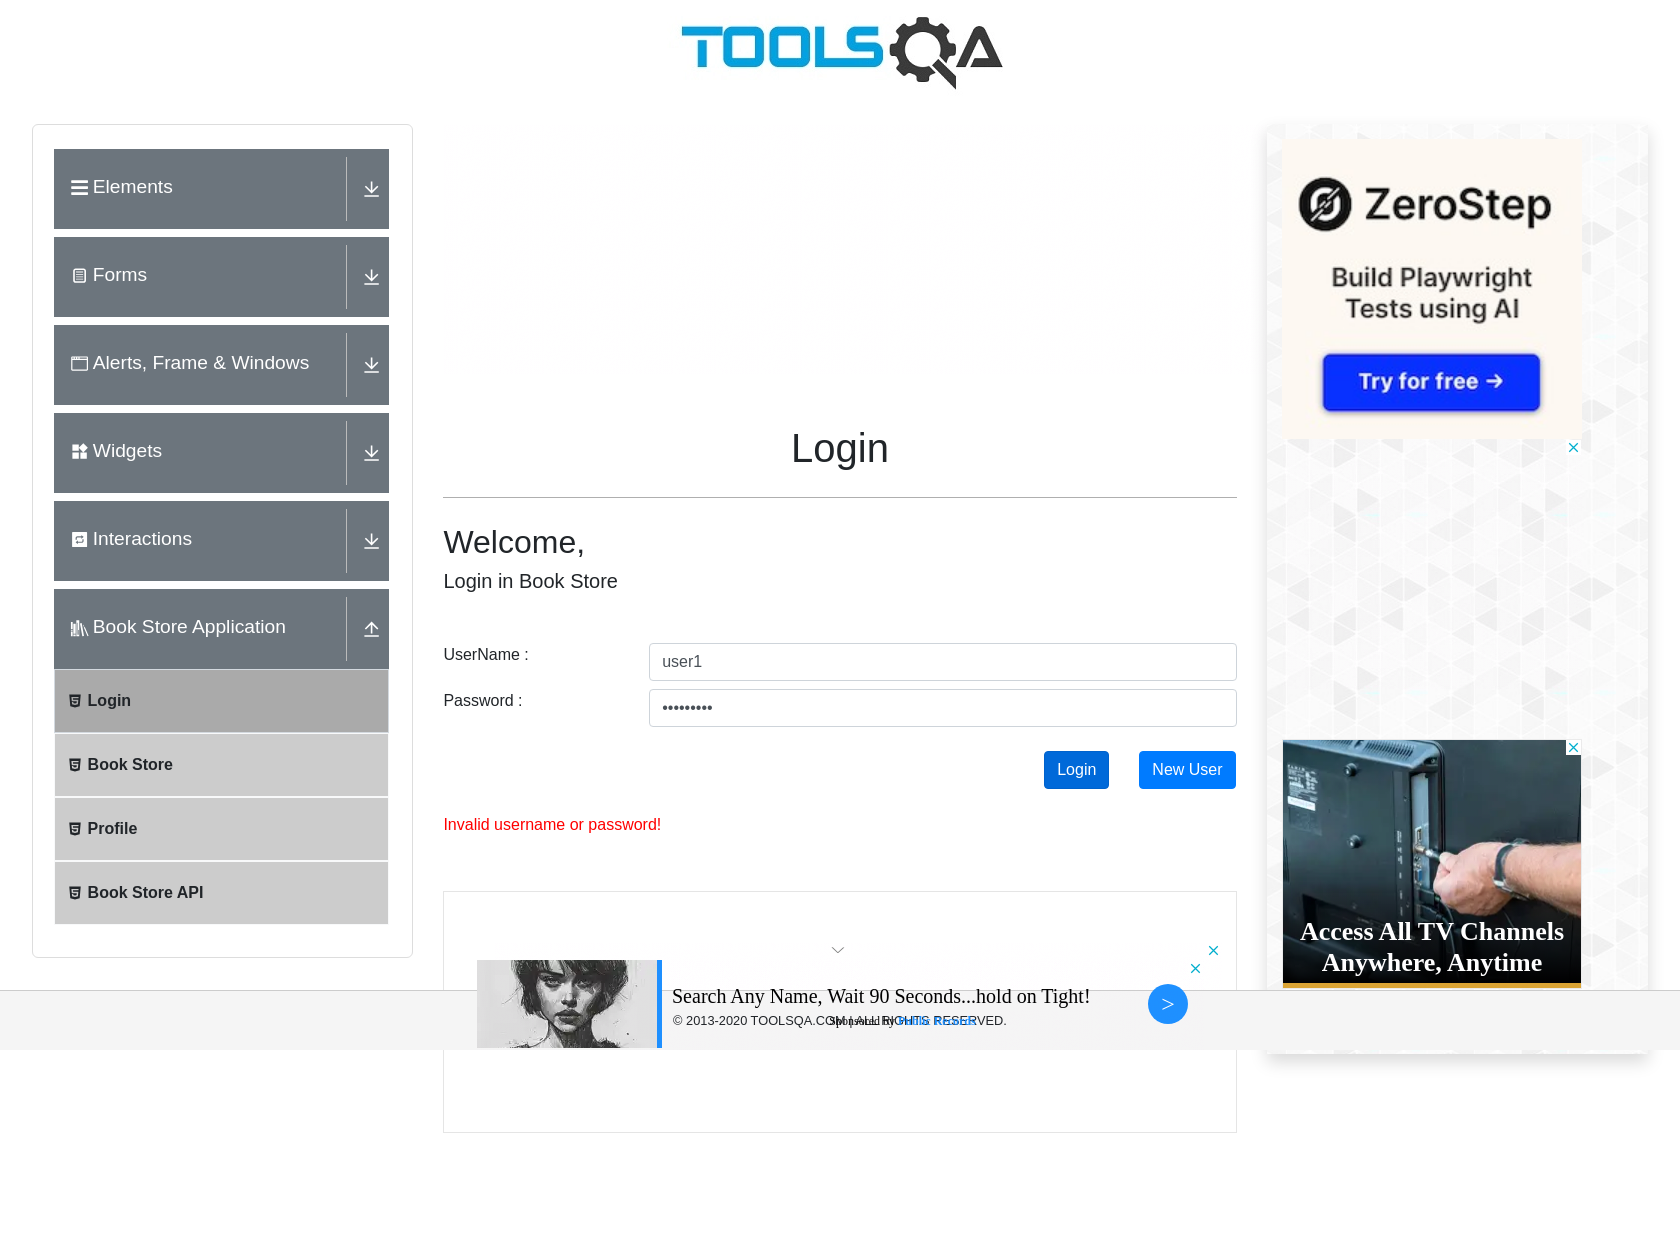 TOOLSQA
Elements
Forms
Alerts, Frame & Windows
Widgets
Interactions
Book Store Application
Login
Book Store
Profile
Book Store API
Login
Welcome,
Login in Book Store
UserName :
user1
Password :
•••••••••
Login
New User
Invalid username or password!
Search Any Name, Wait 90 Seconds...hold on Tight!
>
© 2013-2020 TOOLSQA.COM | ALL RIGHTS RESERVED.
Sponsored by
ZeroStep
Build Playwright
Tests using AI
Try for free →
Access All TV Channels
Anywhere, Anytime